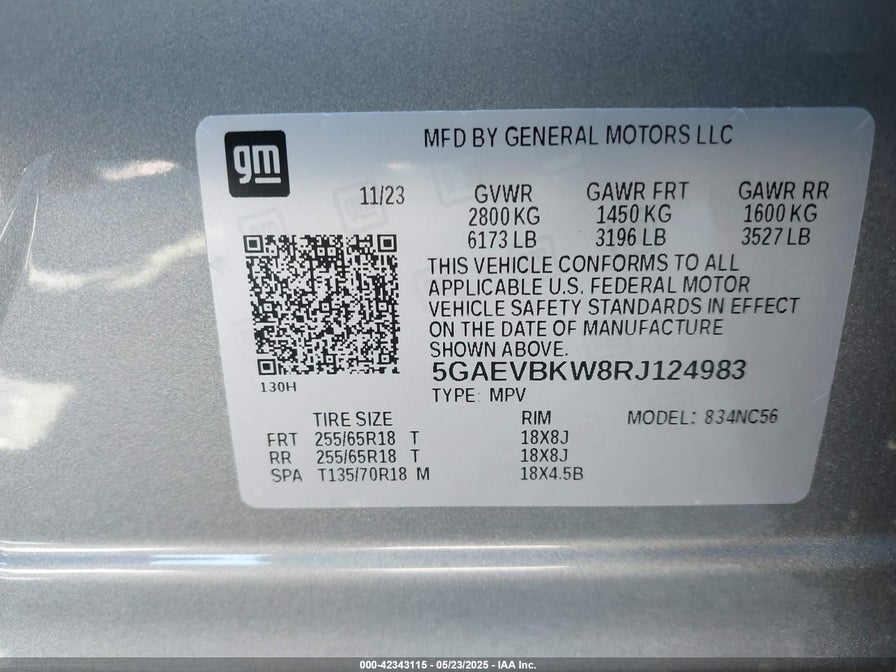 gm
MFD BY GENERAL MOTORS LLC
11/23
GVWR GAWR FRT GAWR RR
2800 KG 1450 KG 1600 KG
6173 LB 3196 LB 3527 LB
THIS VEHICLE CONFORMS TO ALL
APPLICABLE U.S. FEDERAL MOTOR
VEHICLE SAFETY STANDARDS IN EFFECT
ON THE DATE OF MANUFACTURE
SHOWN ABOVE.
5GAEVBKW8RJ124983
130H
TYPE: MPV
TIRE SIZE RIM MODEL: 834NC56
FRT 255/65R18 T 18X8J
RR 255/65R18 T 18X8J
SPA T135/70R18 M 18X4.5B
000-42343115 - 05/23/2025 - IAA Inc.